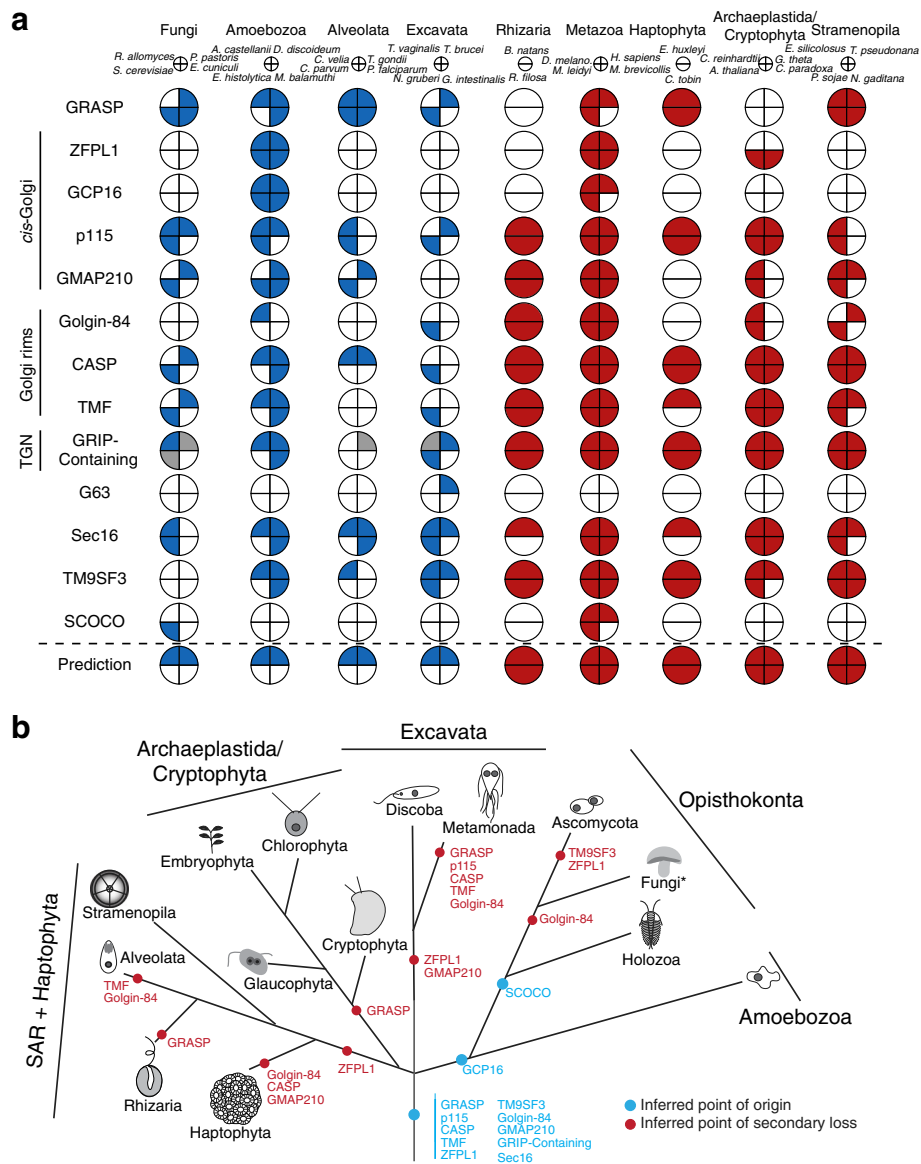 a
Fungi
Amoebozoa
Alveolata
Excavata
Rhizaria
Metazoa
Haptophyta
Archaeplastida/
Cryptophyta
Stramenopila
R. allomyces
P. pastoris
S. cerevisiae
E. cuniculi
A. castellanii
D. discoideum
E. histolytica
M. balamuthi
C. velia
T. gondii
C. parvum
P. falciparum
T. vaginalis
T. brucei
N. gruberi
G. intestinalis
B. natans
R. filosa
D. melano.
H. sapiens
M. leidyi
M. brevicollis
E. huxleyi
C. tobin
C. reinhardtii
G. theta
A. thaliana
C. paradoxa
E. silicolosus
T. pseudonana
P. sojae
N. gaditana
GRASP
cis-Golgi
ZFPL1
GCP16
p115
GMAP210
Golgi rims
Golgin-84
CASP
TMF
TGN
GRIP-
Containing
G63
Sec16
TM9SF3
SCOCO
Prediction
b
Excavata
Archaeplastida/
Cryptophyta
Opisthokonta
SAR + Haptophyta
Amoebozoa
Discoba
Metamonada
Ascomycota
Chlorophyta
Embryophyta
Fungi*
Stramenopila
Cryptophyta
Holozoa
Alveolata
Glaucophyta
Rhizaria
Haptophyta
GRASP
p115
CASP
TMF
Golgin-84
TM9SF3
ZFPL1
Golgin-84
ZFPL1
GMAP210
SCOCO
TMF
Golgin-84
GRASP
GRASP
ZFPL1
Golgin-84
CASP
GMAP210
GCP16
GRASP TM9SF3
p115 Golgin-84
CASP GMAP210
TMF GRIP-Containing
ZFPL1 Sec16
Inferred point of origin
Inferred point of secondary loss